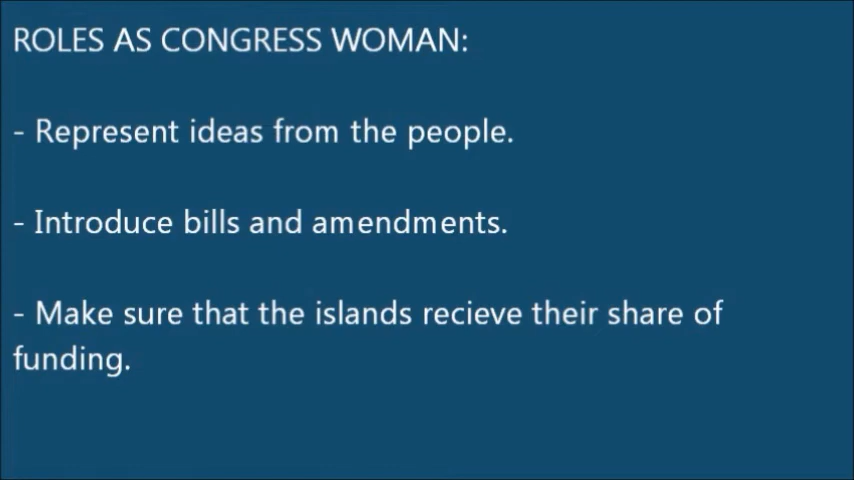 ROLES AS CONGRESS WOMAN:
- Represent ideas from the people.
- Introduce bills and amendments.
- Make sure that the islands recieve their share of
funding.